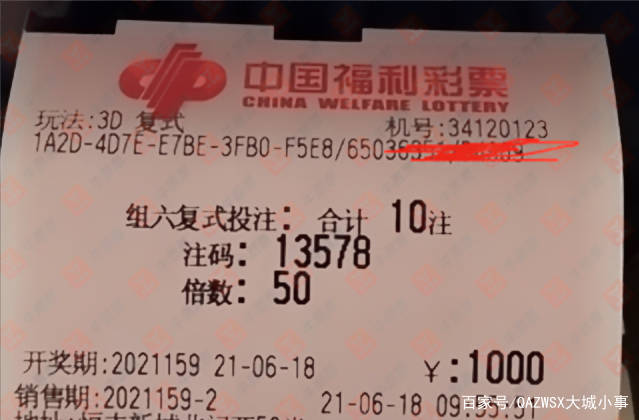 中国福利彩票
CHINA WELFARE LOTTERY
玩法:3D 复式 机号:34120123
1A2D-4D7E-E7BE-3FB0-F5E8/650
组六复式投注: 合计 10注
注码: 13578
倍数: 50
开奖期:2021159 21-06-18 ¥:1000
销售期:2021159-2 21-06-18 09:
百家号/QAZWSX大城小事